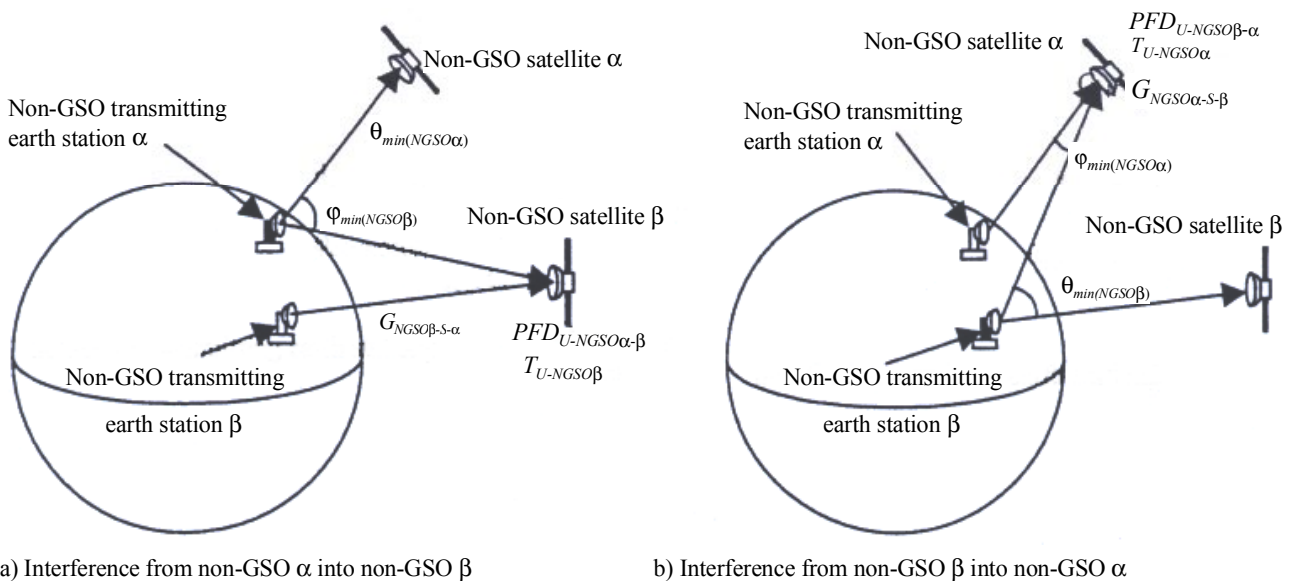 Non-GSO satellite α
Non-GSO transmitting
earth station α
θmin(NGSOα)
φmin(NGSOβ)
Non-GSO satellite β
GNGSOβ-S-α
PFDU-NGSOα-β
TU-NGSOβ
Non-GSO transmitting
earth station β
a) Interference from non-GSO α into non-GSO β
PFDU-NGSOβ-α
TU-NGSOα
GNGSOα-S-β
Non-GSO satellite α
Non-GSO transmitting
earth station α
φmin(NGSOα)
Non-GSO satellite β
θmin(NGSOβ)
Non-GSO transmitting
earth station β
b) Interference from non-GSO β into non-GSO α